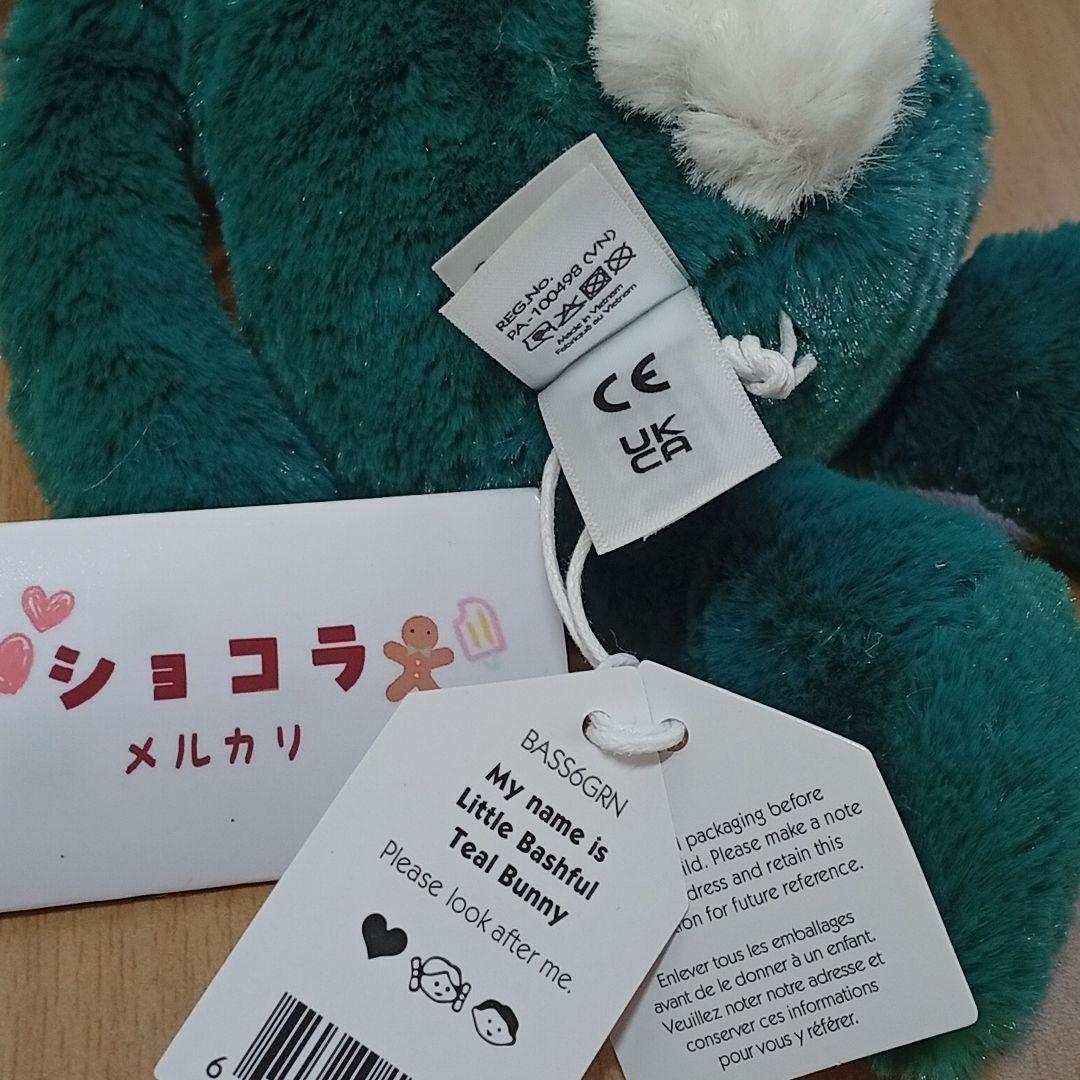 REG.No.
PA-100498 (VN)
Made in Vietnam
Fabriqué au Vietnam
CE
UK
CA
ショコラ
メルカリ
BASS6GRN
My name is
Little Bashful
Teal Bunny
Please look after me.
6
packaging before
ild. Please make a note
dress and retain this
on for future reference.
Enlever tous les emballages
avant de le donner à un enfant.
Veuillez noter notre adresse et
conserver ces informations
pour vous y référer.